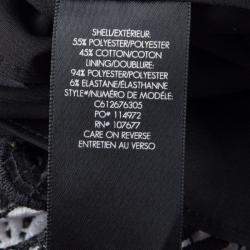 SHELL/EXTÉRIEUR:
55% POLYESTER/POLYESTER
45% COTTON/COTON
LINING/DOUBLURE:
94% POLYESTER/POLYESTER
6% ELASTANE/ÉLASTHANNE
STYLE#/NUMÉRO DE MODÈLE:
C612676305
PO# 114972
RN# 107677
CARE ON REVERSE
ENTRETIEN AU VERSO